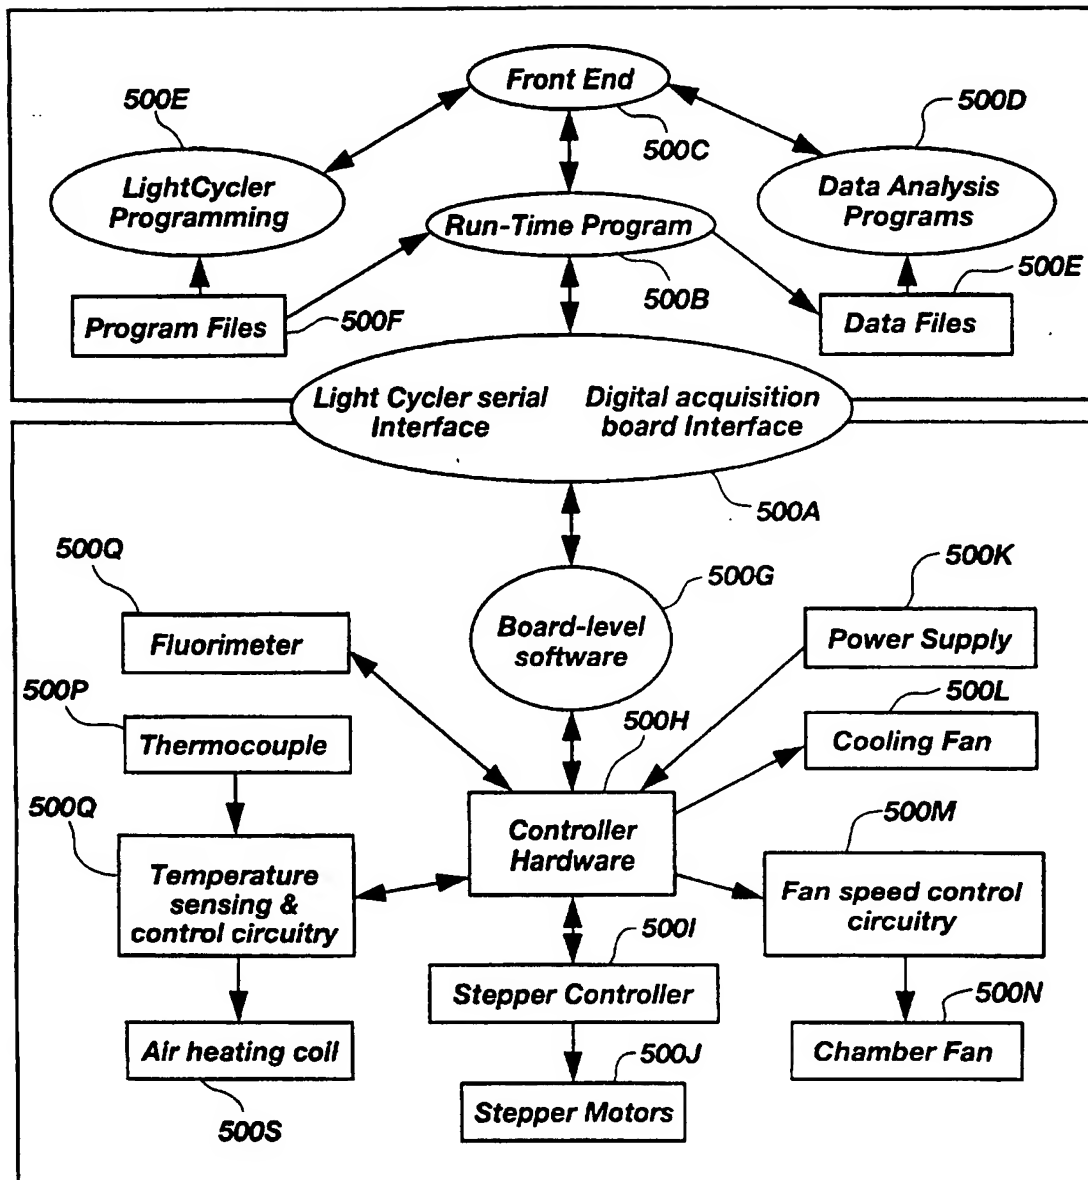 Front End
500E
500D
500C
LightCycler
Programming
Data Analysis
Programs
Run-Time Program
500E
500B
Program Files
500F
Data Files
Light Cycler serial
Interface
Digital acquisition
board Interface
500A
500Q
500G
500K
Fluorimeter
Board-level
software
Power Supply
500P
500L
500H
Thermocouple
Cooling Fan
500Q
500M
Controller
Hardware
Temperature
sensing &
control circuitry
Fan speed control
circuitry
500I
Stepper Controller
500N
Air heating coil
500J
Chamber Fan
Stepper Motors
500S